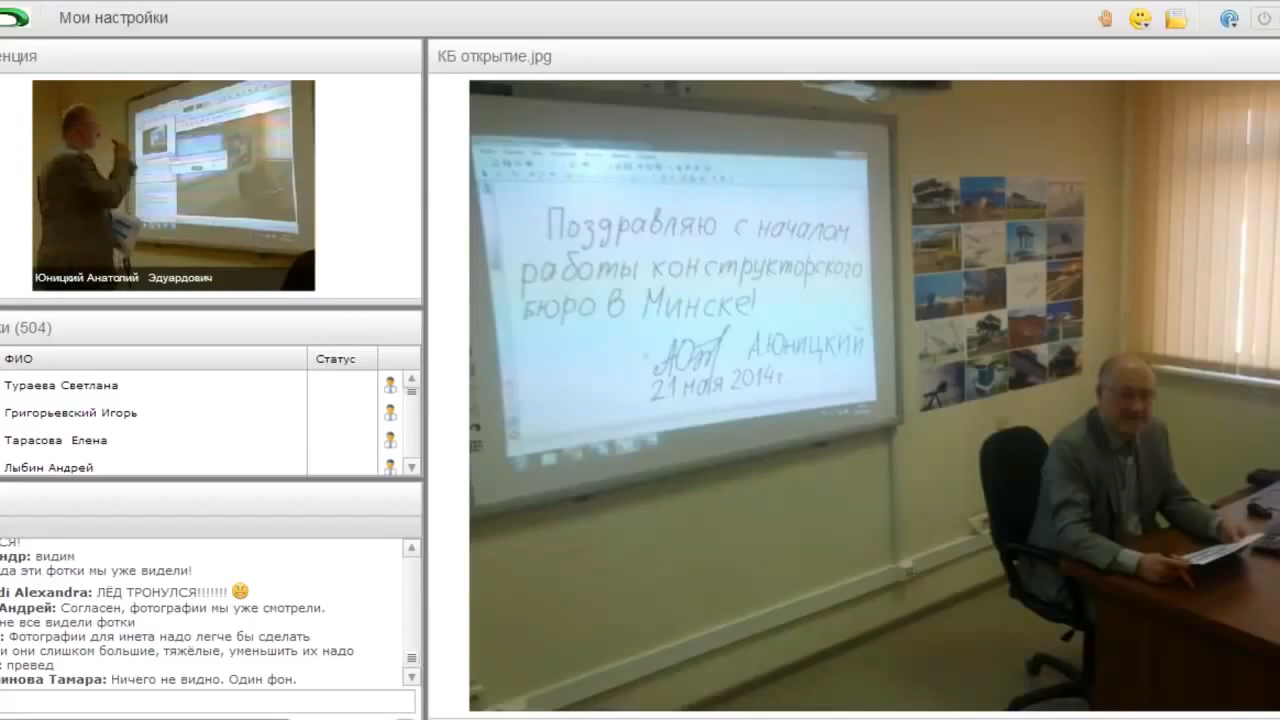 Мои настройки
енция
КБ открытие.jpg
Юницкий Анатолий Эдуардович
ки (504)
ФИО
Статус
Тураева Светлана
Григорьевский Игорь
Тарасова Елена
Лыбин Андрей
СЯ!
ндр: видим
да эти фотки мы уже видели!
di Alexandra: ЛЁД ТРОНУЛСЯ!!!!!!!
Андрей: Согласен, фотографии мы уже смотрели.
не все видели фотки
: Фотографии для инета надо легче бы сделать
и они слишком большие, тяжёлые, уменьшить их надо
: превед
инова Тамара: Ничего не видно. Один фон.
Поздравляю с началом
работы конструкторского
бюро в Минске!
А.Юницкий
21 мая 2014г.